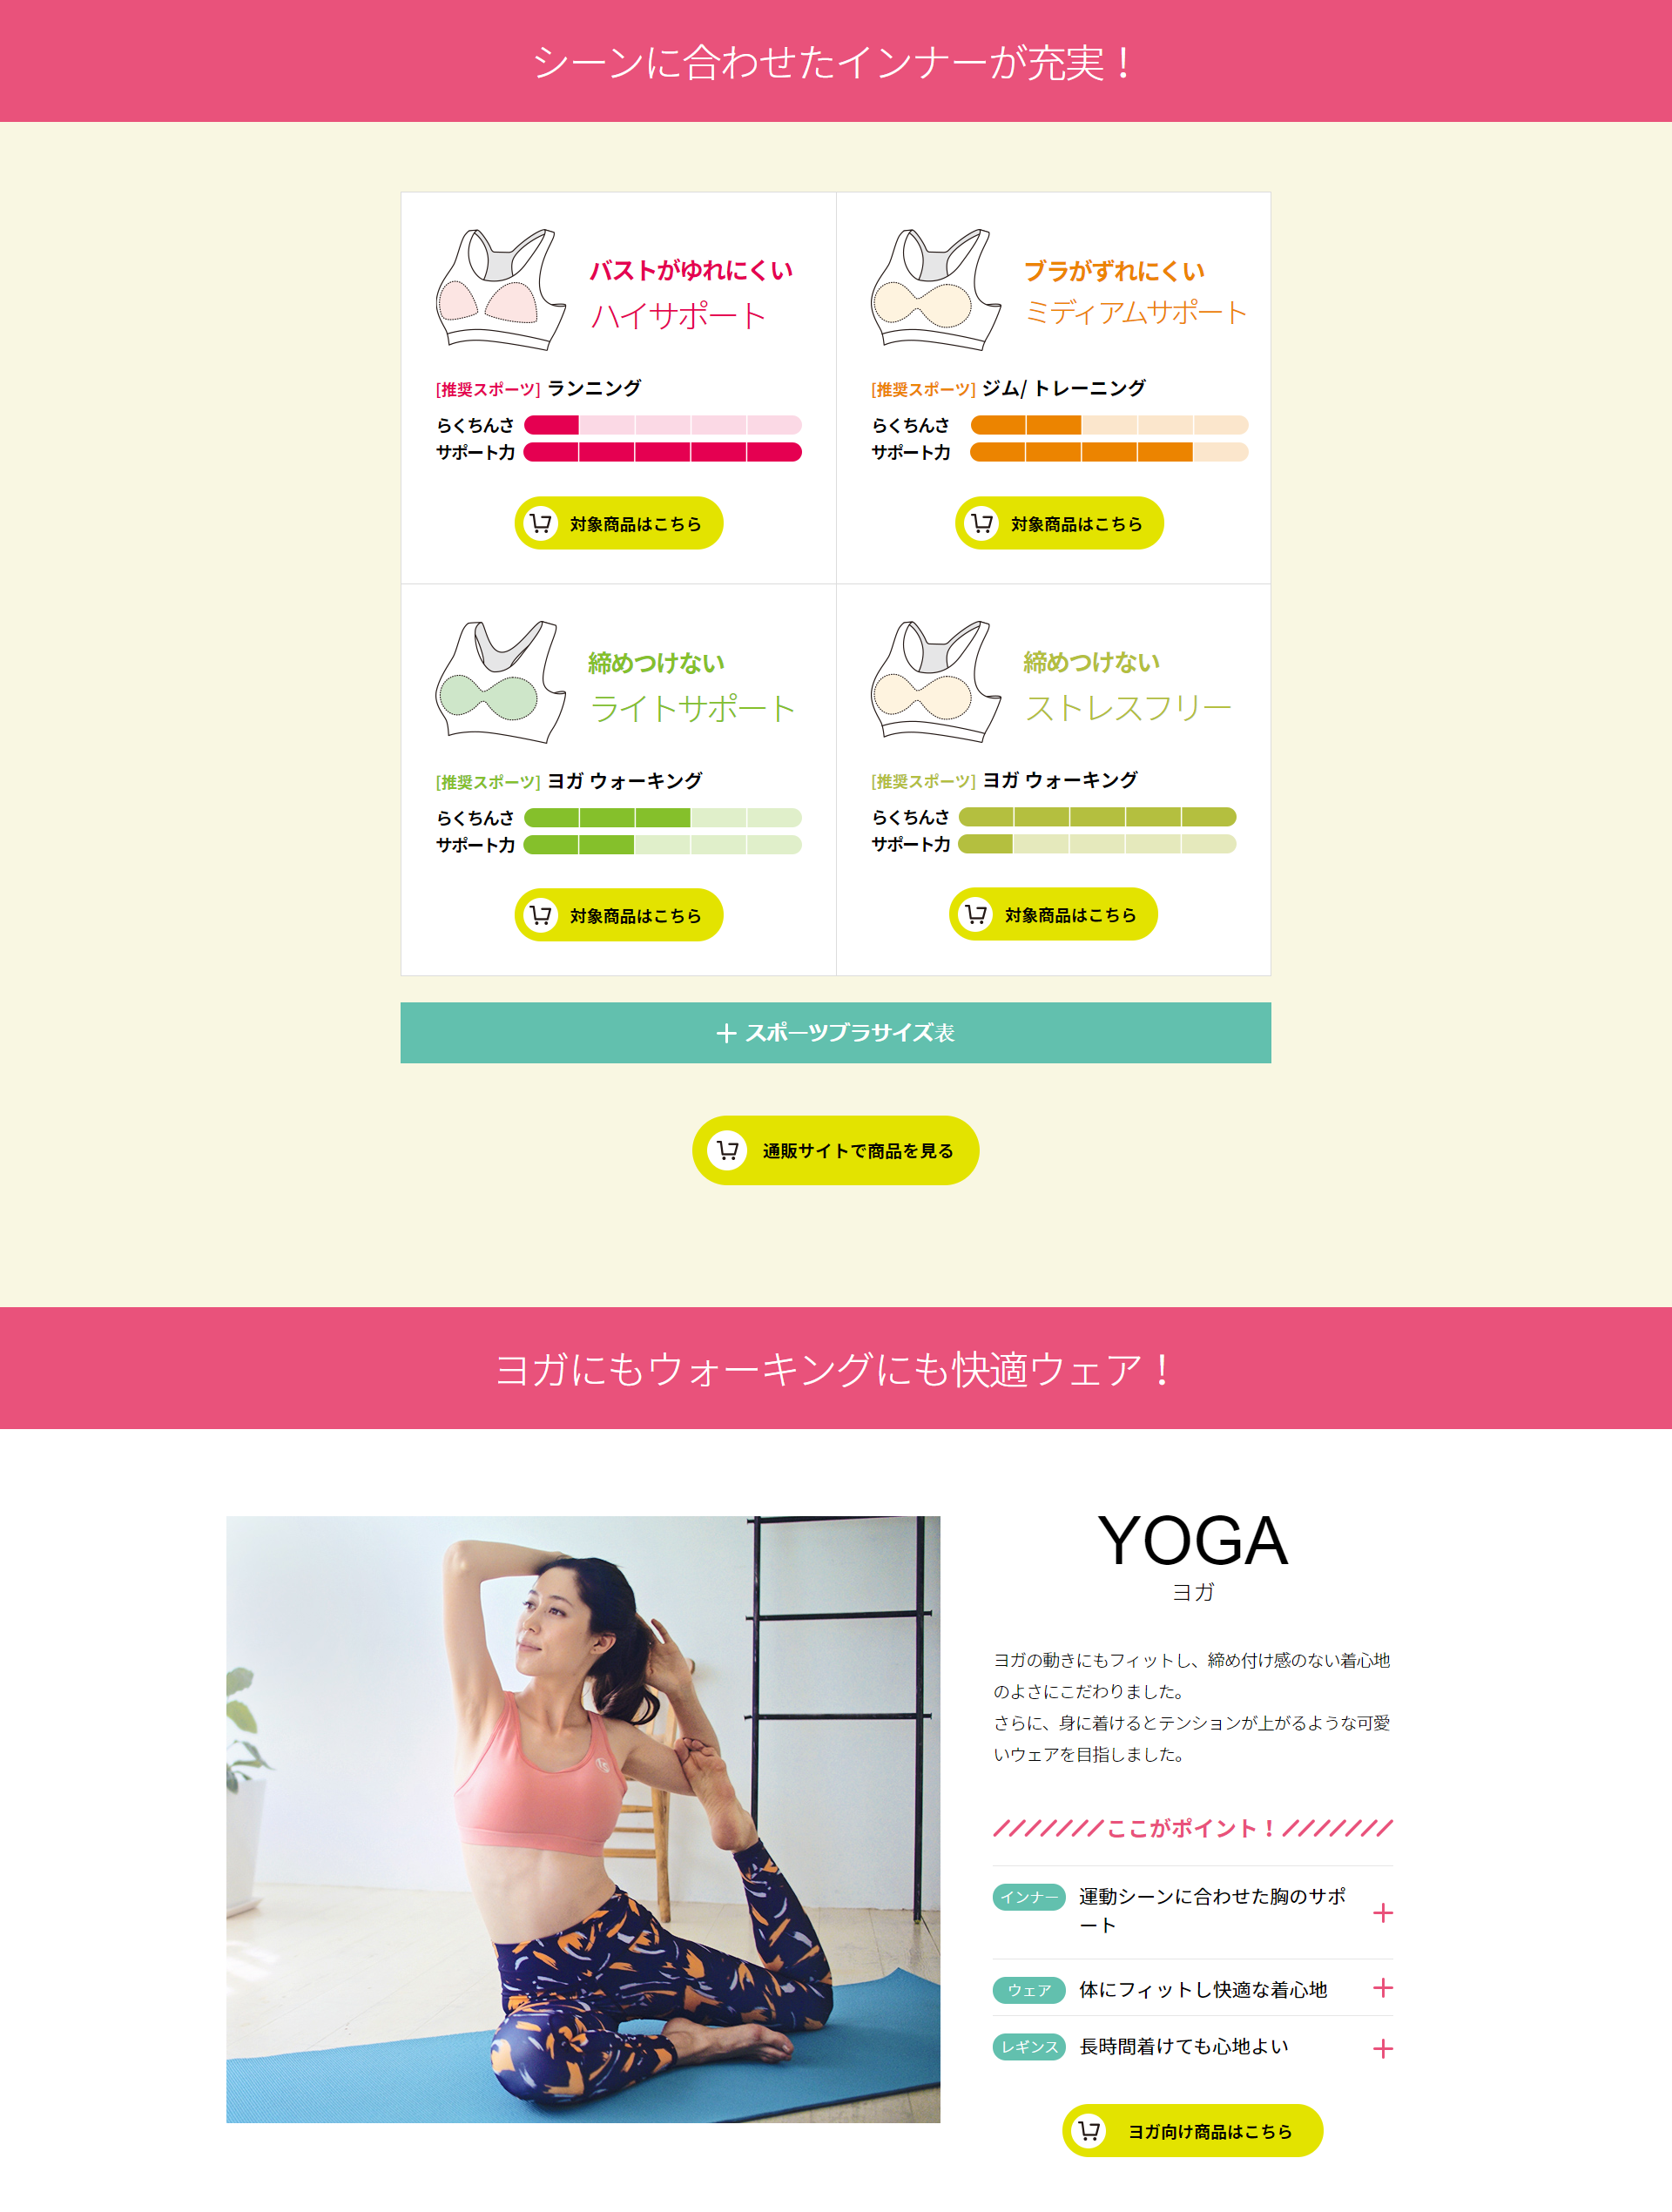 シーンに合わせたインナーが充実！
バストがゆれにくい
ハイサポート
[推奨スポーツ] ランニング
らくちんさ
サポート力
対象商品はこちら
ブラがずれにくい
ミディアムサポート
[推奨スポーツ] ジム/ トレーニング
らくちんさ
サポート力
対象商品はこちら
締めつけない
ライトサポート
[推奨スポーツ] ヨガ ウォーキング
らくちんさ
サポート力
対象商品はこちら
締めつけない
ストレスフリー
[推奨スポーツ] ヨガ ウォーキング
らくちんさ
サポート力
対象商品はこちら
＋ スポーツブラサイズ表
通販サイトで商品を見る
ヨガにもウォーキングにも快適ウェア！
YOGA
ヨガ
ヨガの動きにもフィットし、締め付け感のない着心地
のよさにこだわりました。
さらに、身に着けるとテンションが上がるような可愛
いウェアを目指しました。
ここがポイント！
インナー 運動シーンに合わせた胸のサポ
ート
ウェア 体にフィットし快適な着心地
レギンス 長時間着けても心地よい
ヨガ向け商品はこちら